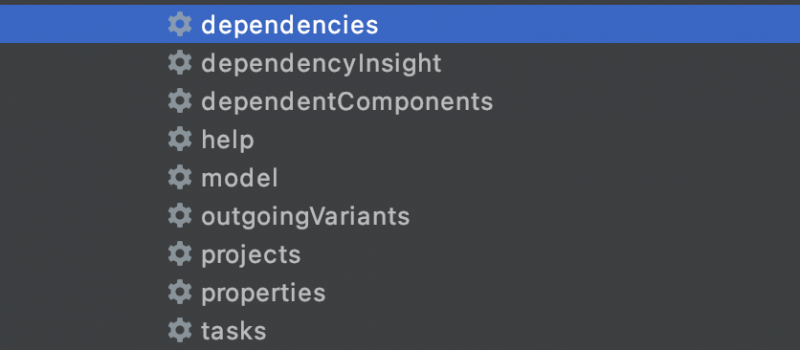 dependencies
dependencyInsight
dependentComponents
help
model
outgoingVariants
projects
properties
tasks